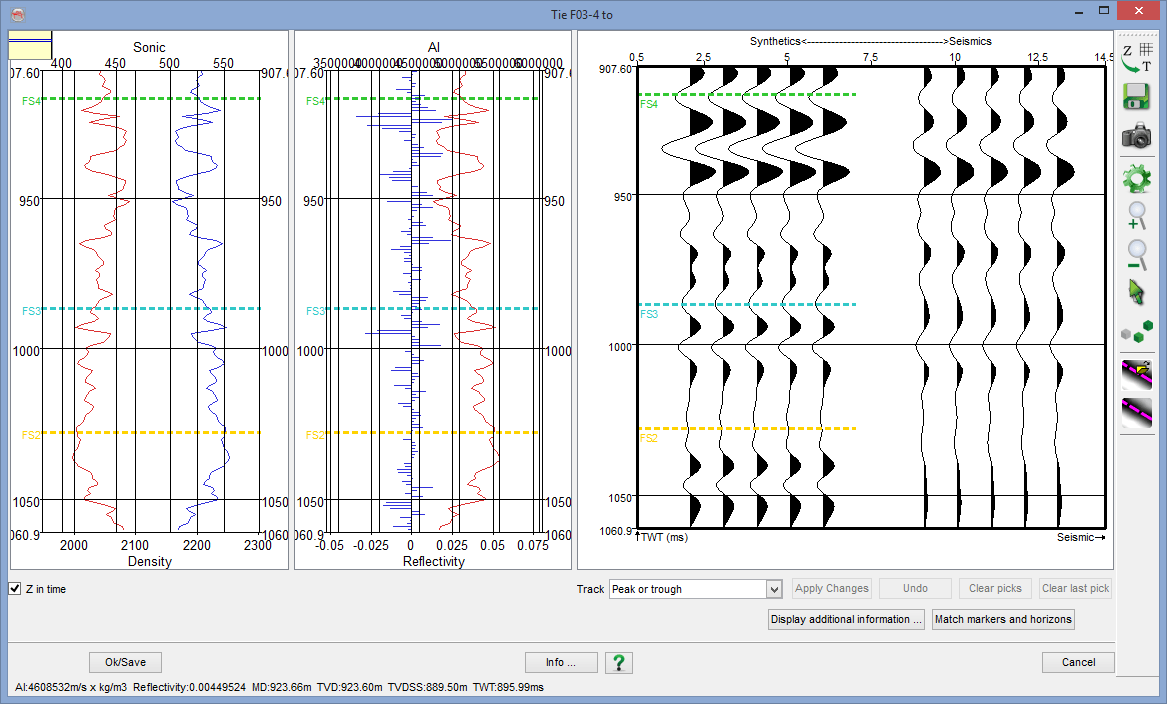 Tie F03-4 to
Sonic
400 450 500 550
07.60 907.6
FS4
950 950
FS3
1000 1000
FS2
1050 1050
060.9 1060
2000 2100 2200 2300
Density
AI
3500000 4000000 4500000 5000000 5500000 6000000
07.60 907.6
FS4
950 950
FS3
1000 1000
FS2
1050 1050
060.9 1060
-0.05 -0.025 0 0.025 0.05 0.075
Reflectivity
Synthetics<---------------------------------->Seismics
0,5 2,5 5 7,5 10 12,5 14.5
907.60
FS4
950
FS3
1000
FS2
1050
1060.9
TWT (ms) Seismic
Z
T
Z in time
Track Peak or trough Apply Changes Undo Clear picks Clear last pick
Display additional information ... Match markers and horizons
Ok/Save Info ... ? Cancel
AI:4608532m/s x kg/m3 Reflectivity:0.00449524 MD:923.66m TVD:923.60m TVDSS:889.50m TWT:895.99ms